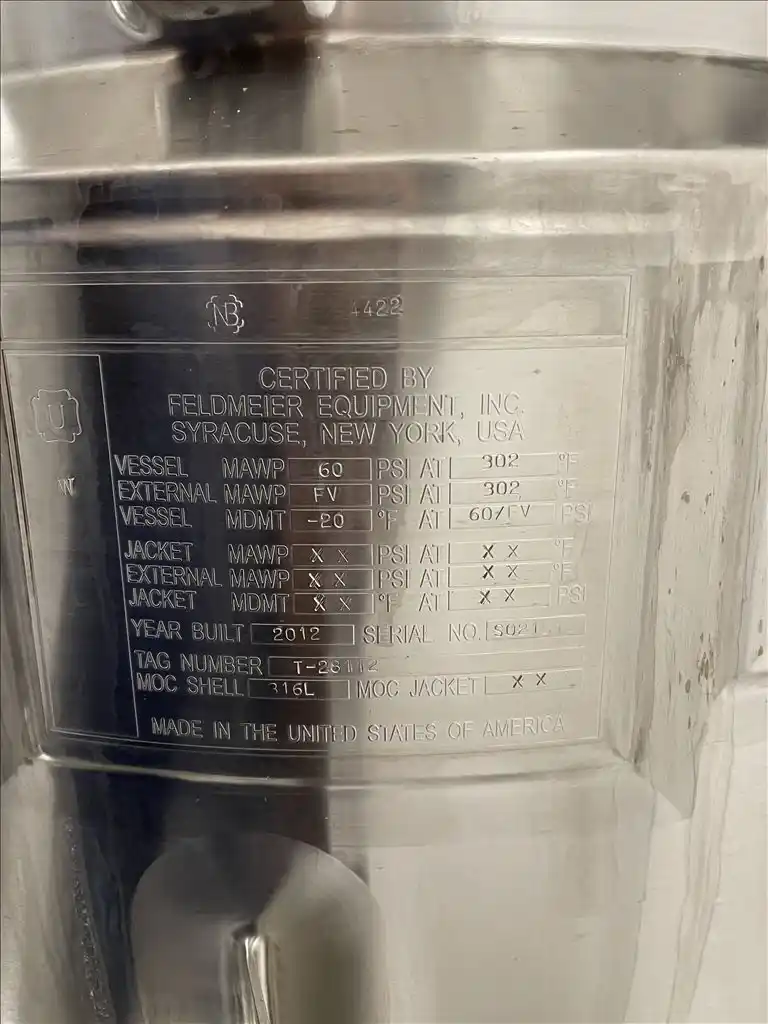 NB 4422
U
W
CERTIFIED BY
FELDMEIER EQUIPMENT, INC.
SYRACUSE, NEW YORK, USA
VESSEL MAWP 60 PSI AT 302 °F
EXTERNAL MAWP FV PSI AT 302 °F
VESSEL MDMT -20 °F AT 60/FV PSI
JACKET MAWP X X PSI AT X X °F
EXTERNAL MAWP X X PSI AT X X °F
JACKET MDMT X X °F AT X X PSI
YEAR BUILT 2012 SERIAL NO.
TAG NUMBER
MOC SHELL 316L MOC JACKET X X
MADE IN THE UNITED STATES OF AMERICA